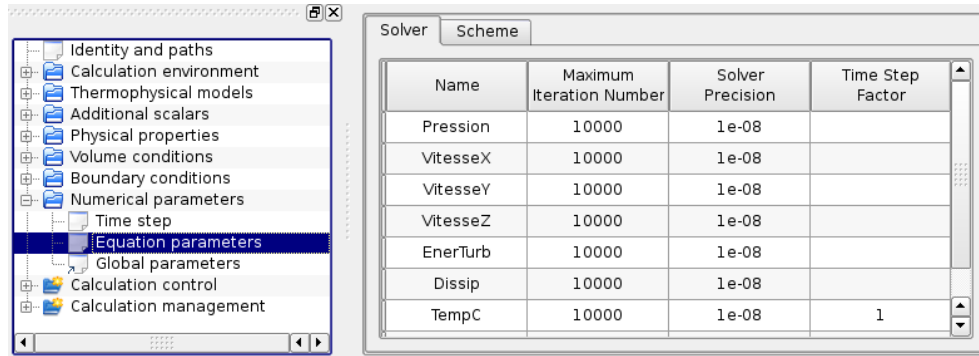 Identity and paths
Calculation environment
Thermophysical models
Additional scalars
Physical properties
Volume conditions
Boundary conditions
Numerical parameters
Time step
Equation parameters
Global parameters
Calculation control
Calculation management
Solver Scheme
Name Maximum Iteration Number Solver Precision Time Step Factor
Pression 10000 1e-08
VitesseX 10000 1e-08
VitesseY 10000 1e-08
VitesseZ 10000 1e-08
EnerTurb 10000 1e-08
Dissip 10000 1e-08
TempC 10000 1e-08 1